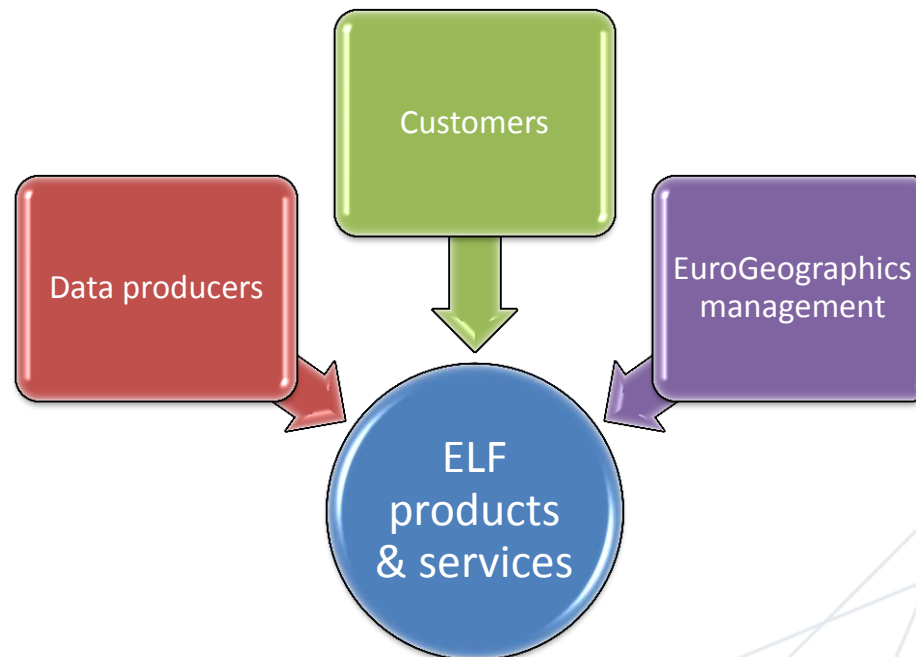 Customers
Data producers
EuroGeographics
management
ELF
products
& services